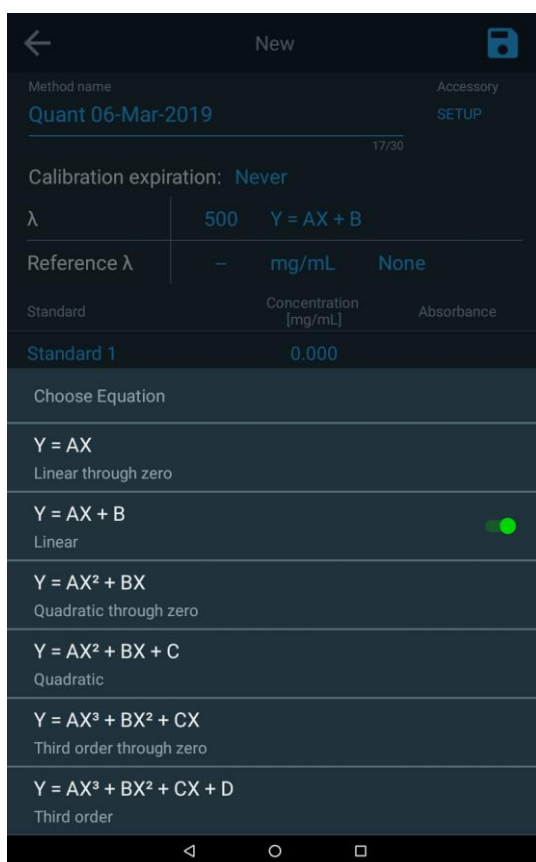 New
Method name
Accessory
Quant 06-Mar-2019
SETUP
17/30
Calibration expiration: Never
λ 500 Y = AX + B
Reference λ – mg/mL None
Standard Concentration [mg/mL] Absorbance
Standard 1 0.000
Choose Equation
Y = AX
Linear through zero
Y = AX + B
Linear
Y = AX² + BX
Quadratic through zero
Y = AX² + BX + C
Quadratic
Y = AX³ + BX² + CX
Third order through zero
Y = AX³ + BX² + CX + D
Third order